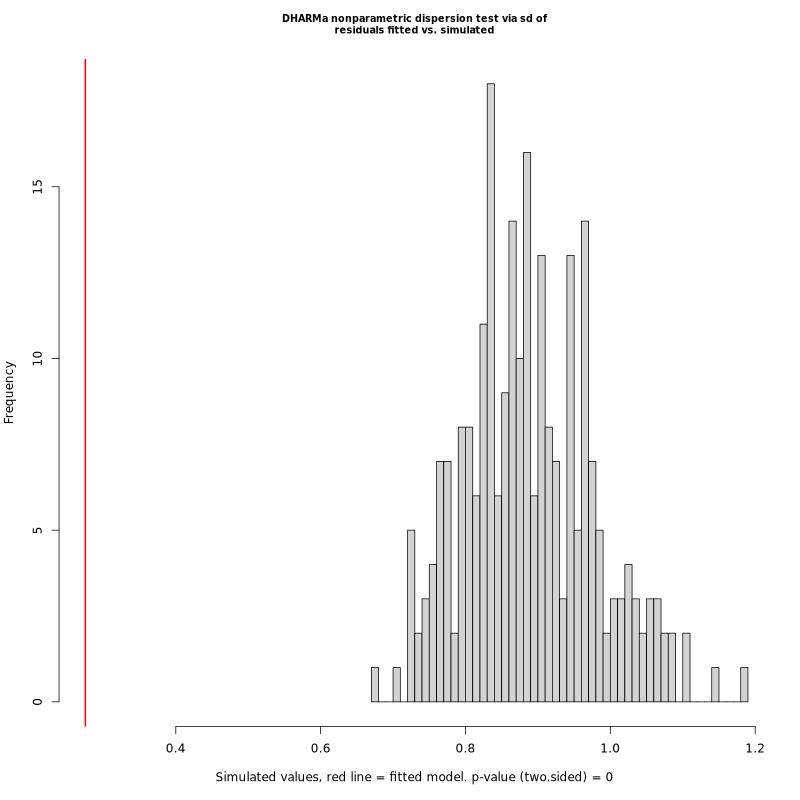 DHARMa nonparametric dispersion test via sd of
residuals fitted vs. simulated
Frequency
15
10
5
0
0.4 0.6 0.8 1.0 1.2
Simulated values, red line = fitted model. p-value (two.sided) = 0